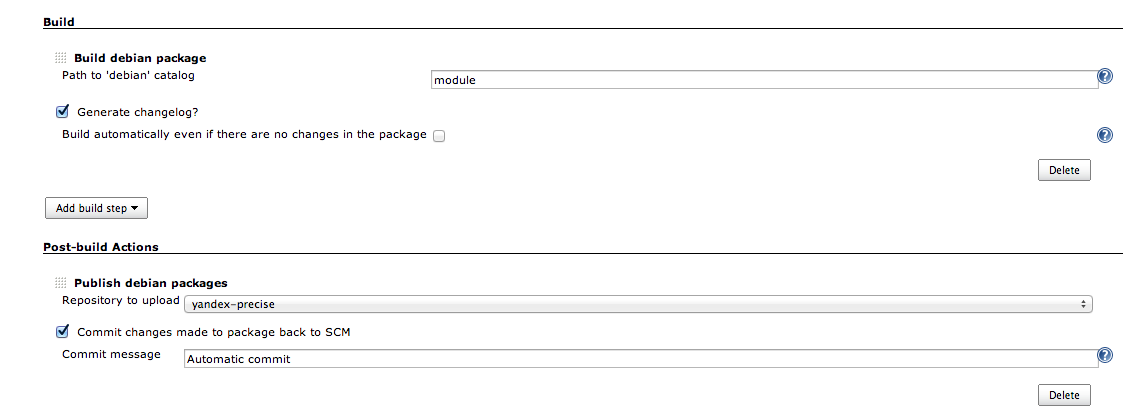 Build
Build debian package
Path to 'debian' catalog
module
?
Generate changelog?
Build automatically even if there are no changes in the package
?
Delete
Add build step
Post-build Actions
Publish debian packages
Repository to upload
yandex-precise
Commit changes made to package back to SCM
Commit message
Automatic commit
?
Delete